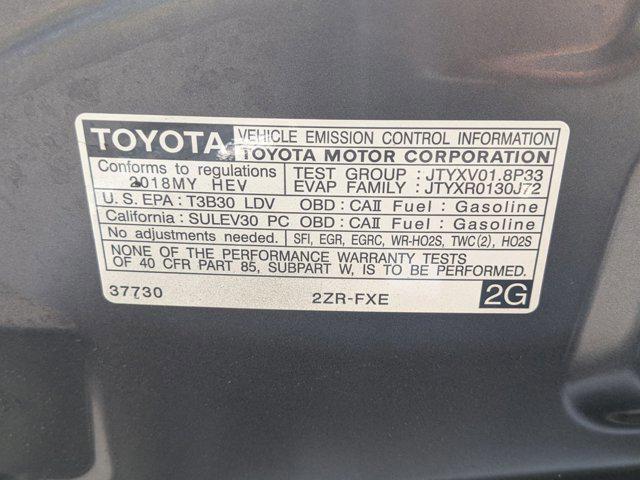 TOYOTA VEHICLE EMISSION CONTROL INFORMATION
TOYOTA MOTOR CORPORATION
Conforms to regulations TEST GROUP : JTYXV01.8P33
2018MY HEV EVAP FAMILY : JTYXR0130J72
U.S. EPA : T3B30 LDV OBD : CAⅡ Fuel : Gasoline
California : SULEV30 PC OBD : CAⅡ Fuel : Gasoline
No adjustments needed. SFI, EGR, EGRC, WR-HO2S, TWC(2), HO2S
NONE OF THE PERFORMANCE WARRANTY TESTS
OF 40 CFR PART 85, SUBPART W, IS TO BE PERFORMED.
37730 2ZR-FXE 2G